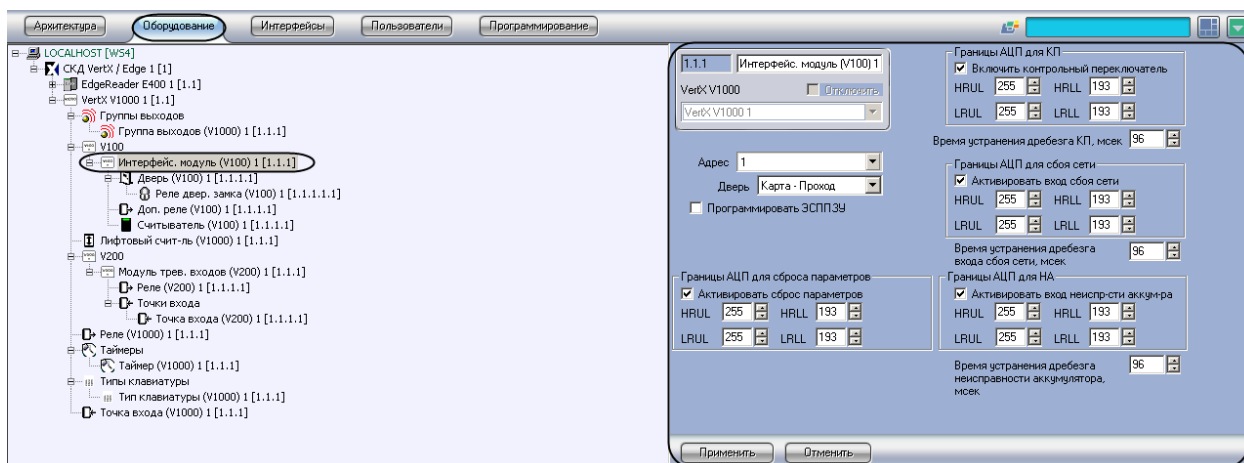 Архитектура Оборудование Интерфейсы Пользователи Программирование
LOCALHOST [WS4]
СКД VertX / Edge 1 [1]
EdgeReader E400 1 [1.1]
VertX V1000 1 [1.1]
Группы выходов
Группа выходов (V1000) 1 [1.1.1]
V100
Интерфейс. модуль (V100) 1 [1.1.1]
Дверь (V100) 1 [1.1.1.1]
Реле двер. замка (V100) 1 [1.1.1.1.1]
Доп. реле (V100) 1 [1.1.1.1]
Считыватель (V100) 1 [1.1.1.1]
Лифтовый счит-ль (V1000) 1 [1.1.1]
V200
Модуль трев. входов (V200) 1 [1.1.1]
Реле (V200) 1 [1.1.1.1]
Точки входа
Точка входа (V200) 1 [1.1.1.1]
Реле (V1000) 1 [1.1.1]
Таймеры
Таймер (V1000) 1 [1.1.1]
Типы клавиатуры
Тип клавиатуры (V1000) 1 [1.1.1]
Точка входа (V1000) 1 [1.1.1]
1.1.1 Интерфейс. модуль (V100) 1
VertX V1000 Отключить
VertX V1000 1
Адрес 1
Дверь Карта - Проход
Программировать ЭСППЗУ
Границы АЦП для сброса параметров
Активировать сброс параметров
HRUL 255 HRLL 193
LRUL 255 LRLL 193
Границы АЦП для КП
Включить контрольный переключатель
HRUL 255 HRLL 193
LRUL 255 LRLL 193
Время устранения дребезга КП, мсек 96
Границы АЦП для сбоя сети
Активировать вход сбоя сети
HRUL 255 HRLL 193
LRUL 255 LRLL 193
Время устранения дребезга 96
входа сбоя сети, мсек
Границы АЦП для НА
Активировать вход неиспр-сти аккум-ра
HRUL 255 HRLL 193
LRUL 255 LRLL 193
Время устранения дребезга 96
неисправности аккумулятора,
мсек
Применить Отменить